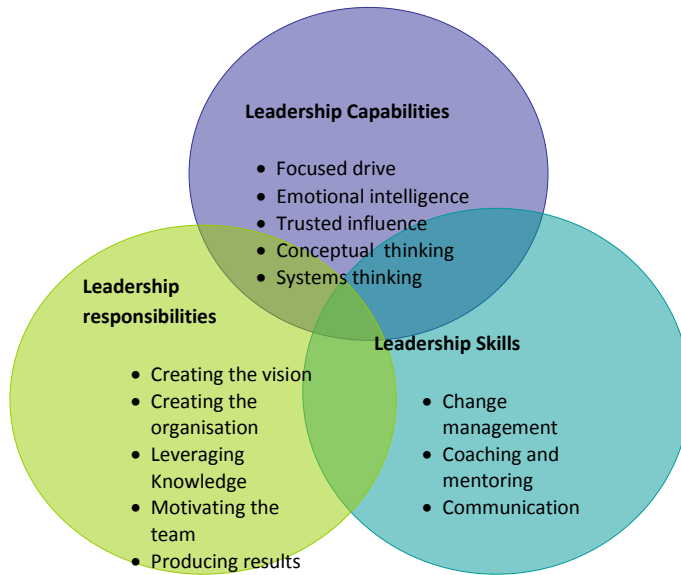 Leadership Capabilities
• Focused drive
• Emotional intelligence
• Trusted influence
• Conceptual thinking
• Systems thinking
Leadership
responsibilities
• Creating the vision
• Creating the
organisation
• Leveraging
Knowledge
• Motivating the
team
• Producing results
Leadership Skills
• Change
management
• Coaching and
mentoring
• Communication